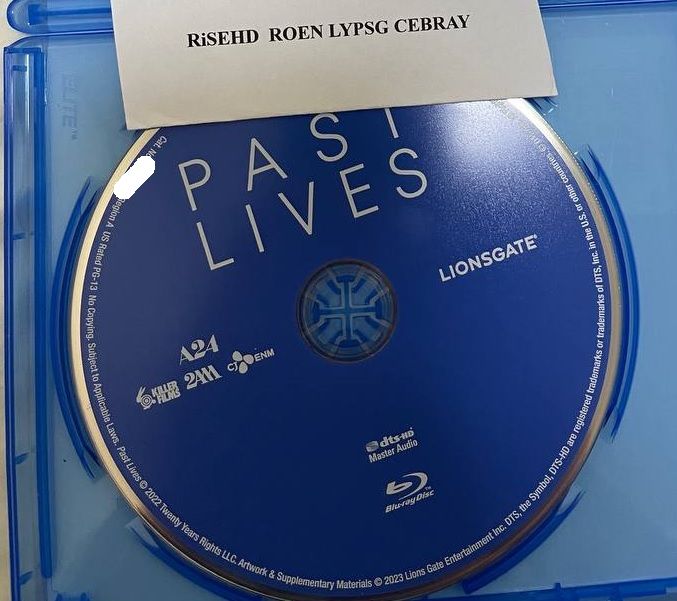 RiSEHD ROEN LYPSG CEBRAY
PAST
LIVES
LIONSGATE®
A24
2AM
CJ ENM
KILLER
FILMS
dts-HD
Master Audio
Blu-ray Disc™
Cat.
Region A US Rated PG-13 No Copying. Subject to Applicable Laws. Past Lives © 2022 Twenty Years Rights LLC, Artwork & Supplementary Materials © 2023 Lions Gate Entertainment Inc. DTS, the Symbol, DTS-HD are registered trademarks or trademarks of DTS, Inc. in the U.S. or other countries.